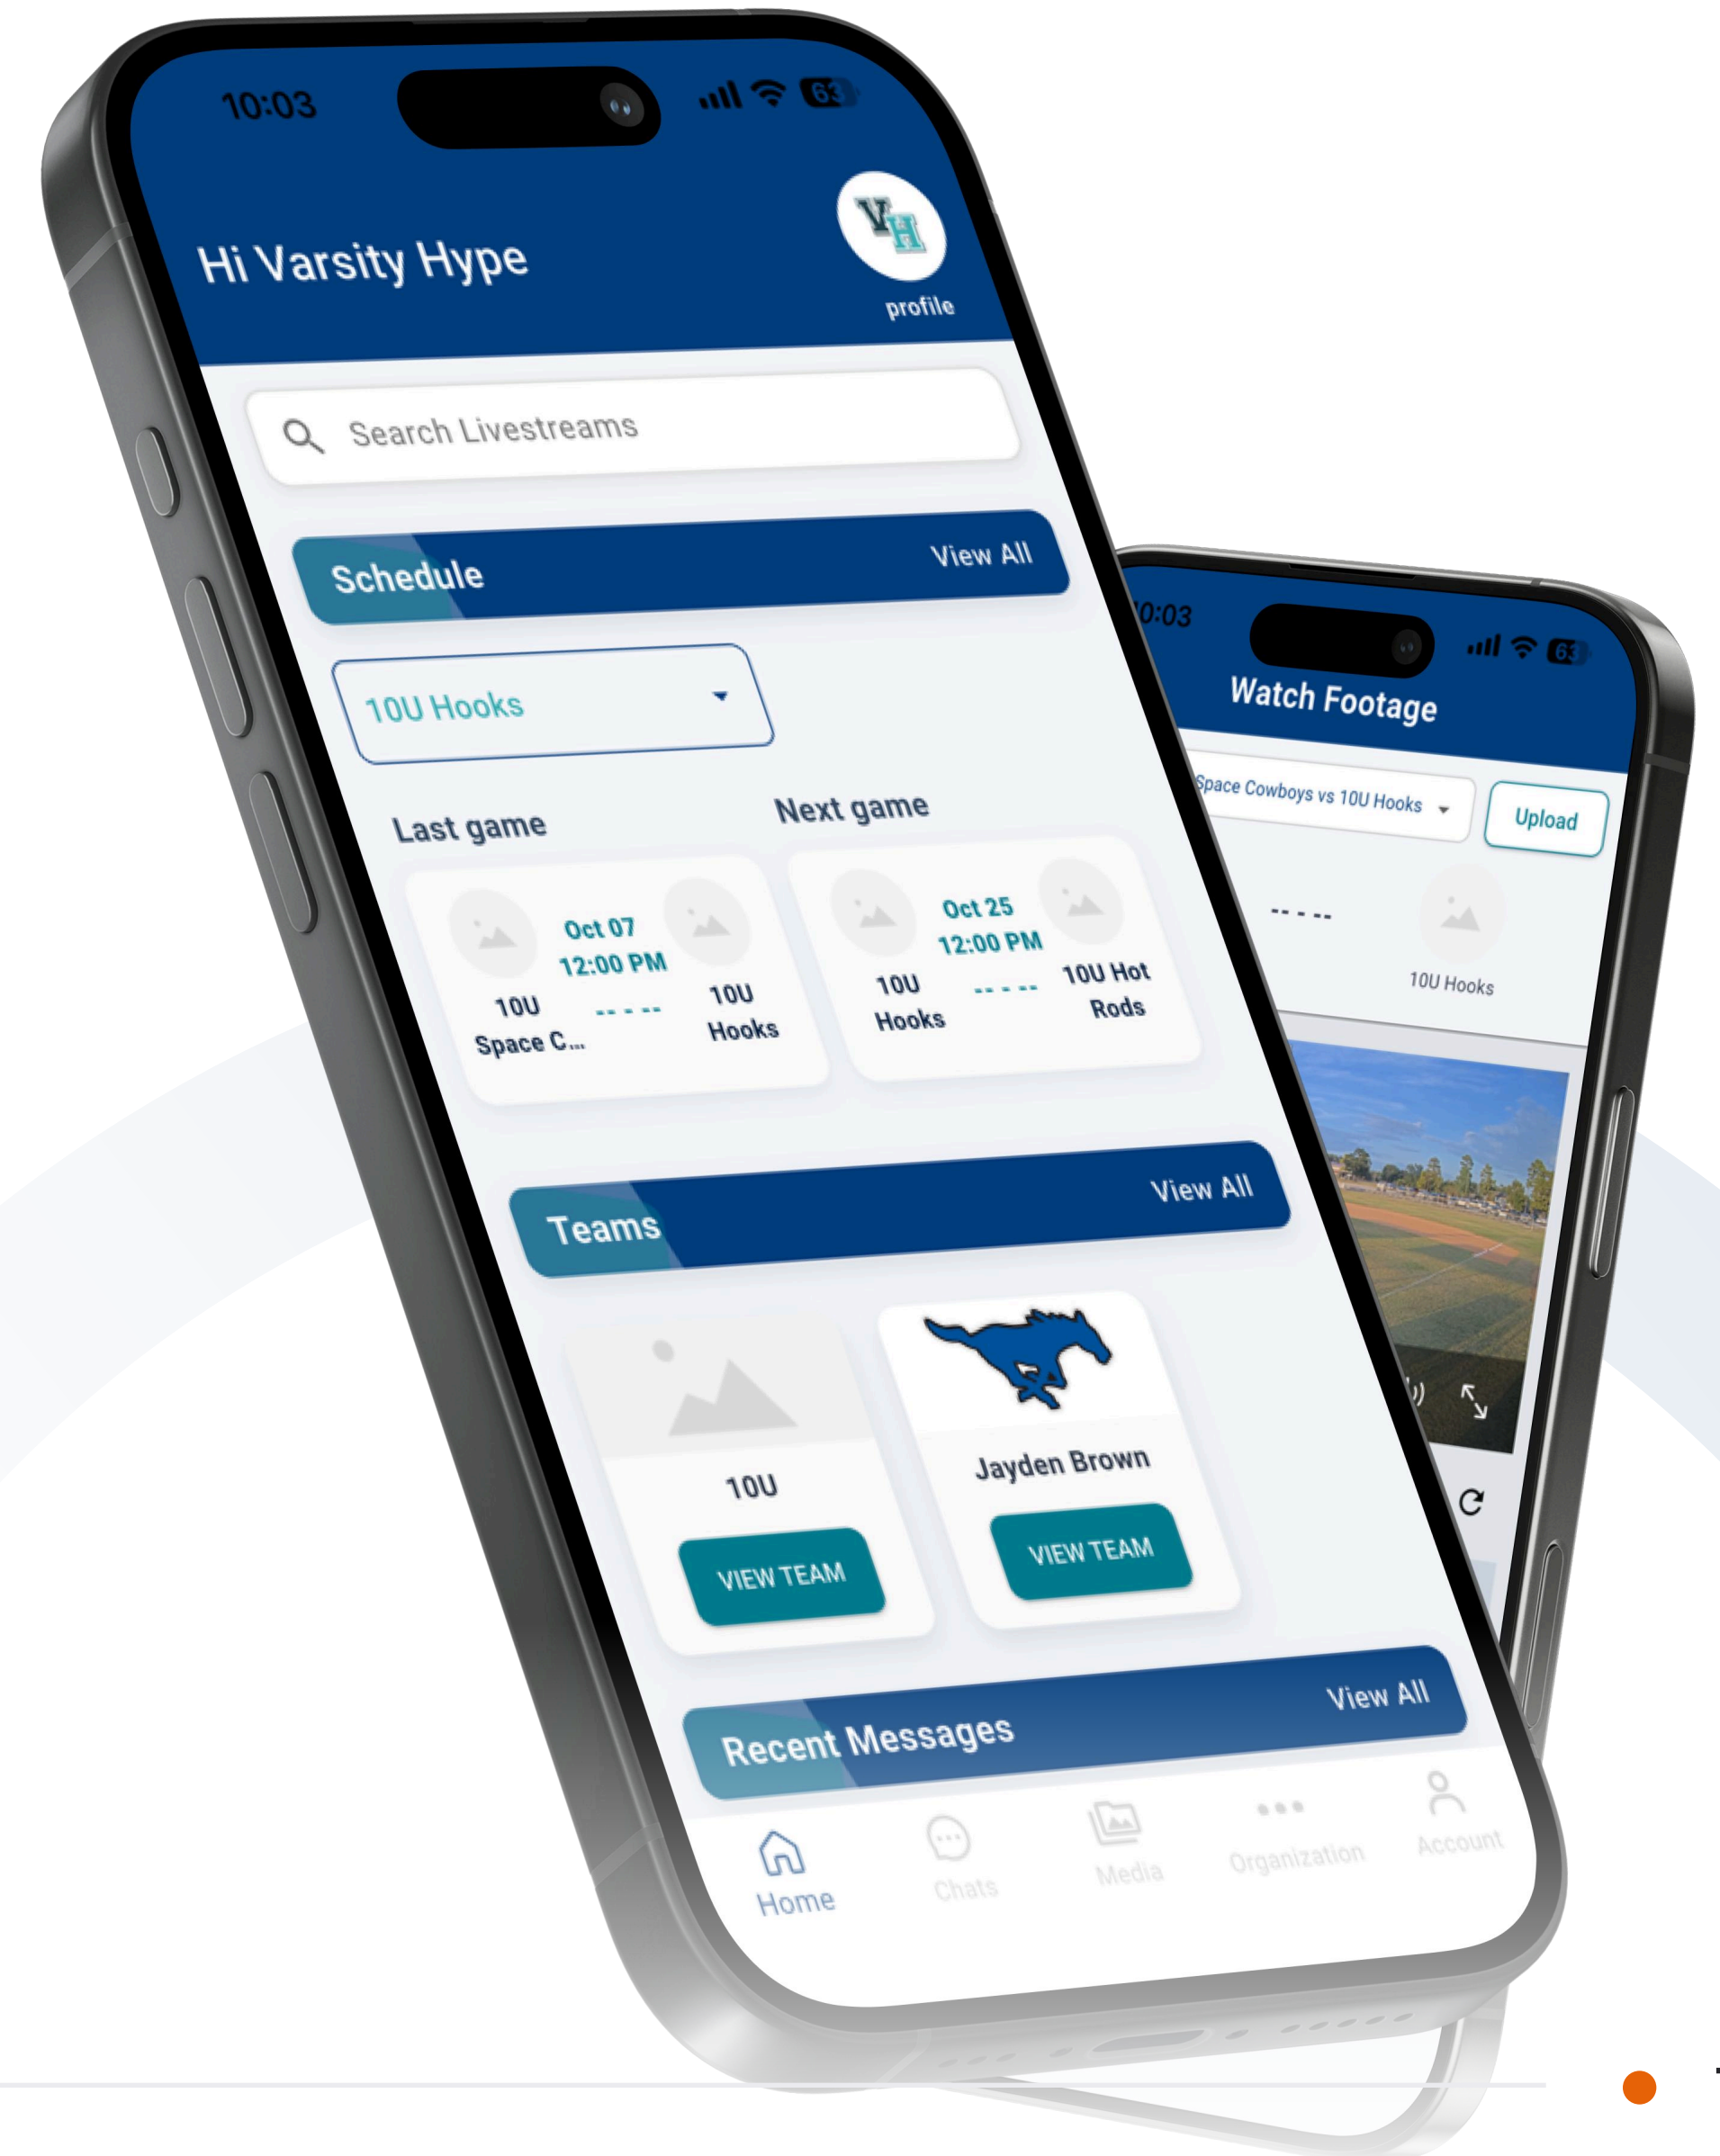 10:03
63
Hi Varsity Hype
VH
profile
Search Livestreams
Schedule
View All
10U Hooks
Last game
Next game
Oct 07
12:00 PM
10U
Space C...
-- - --
10U
Hooks
Oct 25
12:00 PM
10U
Hooks
-- - --
10U Hot
Rods
Teams
View All
10U
VIEW TEAM
Jayden Brown
VIEW TEAM
Recent Messages
View All
Home
Chats
Media
Organization
Account
0:03
63
Watch Footage
Space Cowboys vs 10U Hooks
Upload
-- - --
10U Hooks